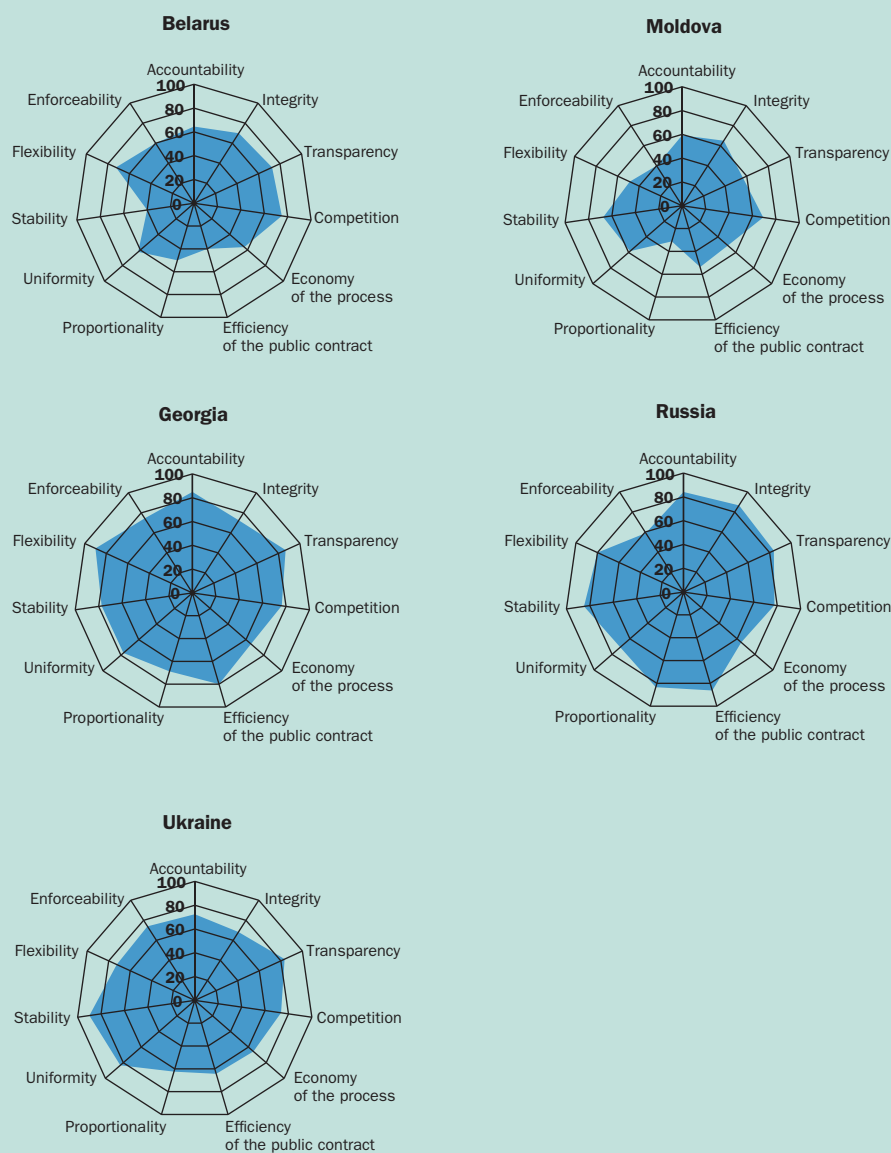 Belarus
Accountability
100
80
60
40
20
0
Integrity
Transparency
Competition
Economy
of the process
Efficiency
of the public contract
Proportionality
Uniformity
Stability
Flexibility
Enforceability
Moldova
Accountability
100
80
60
40
20
0
Integrity
Transparency
Competition
Economy
of the process
Efficiency
of the public contract
Proportionality
Uniformity
Stability
Flexibility
Enforceability
Georgia
Accountability
100
80
60
40
20
0
Integrity
Transparency
Competition
Economy
of the process
Efficiency
of the public contract
Proportionality
Uniformity
Stability
Flexibility
Enforceability
Russia
Accountability
100
80
60
40
20
0
Integrity
Transparency
Competition
Economy
of the process
Efficiency
of the public contract
Proportionality
Uniformity
Stability
Flexibility
Enforceability
Ukraine
Accountability
100
80
60
40
20
0
Integrity
Transparency
Competition
Economy
of the process
Efficiency
of the public contract
Proportionality
Uniformity
Stability
Flexibility
Enforceability